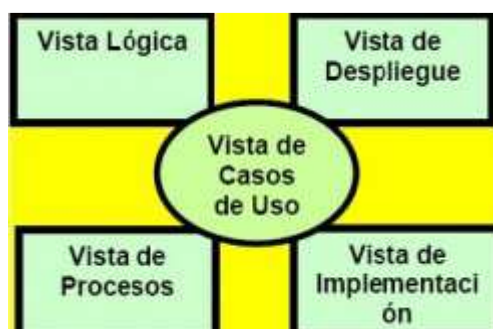 Vista Lógica
Vista de
Despliegue
Vista de
Casos
de Uso
Vista de
Procesos
Vista de
Implementaci
ón